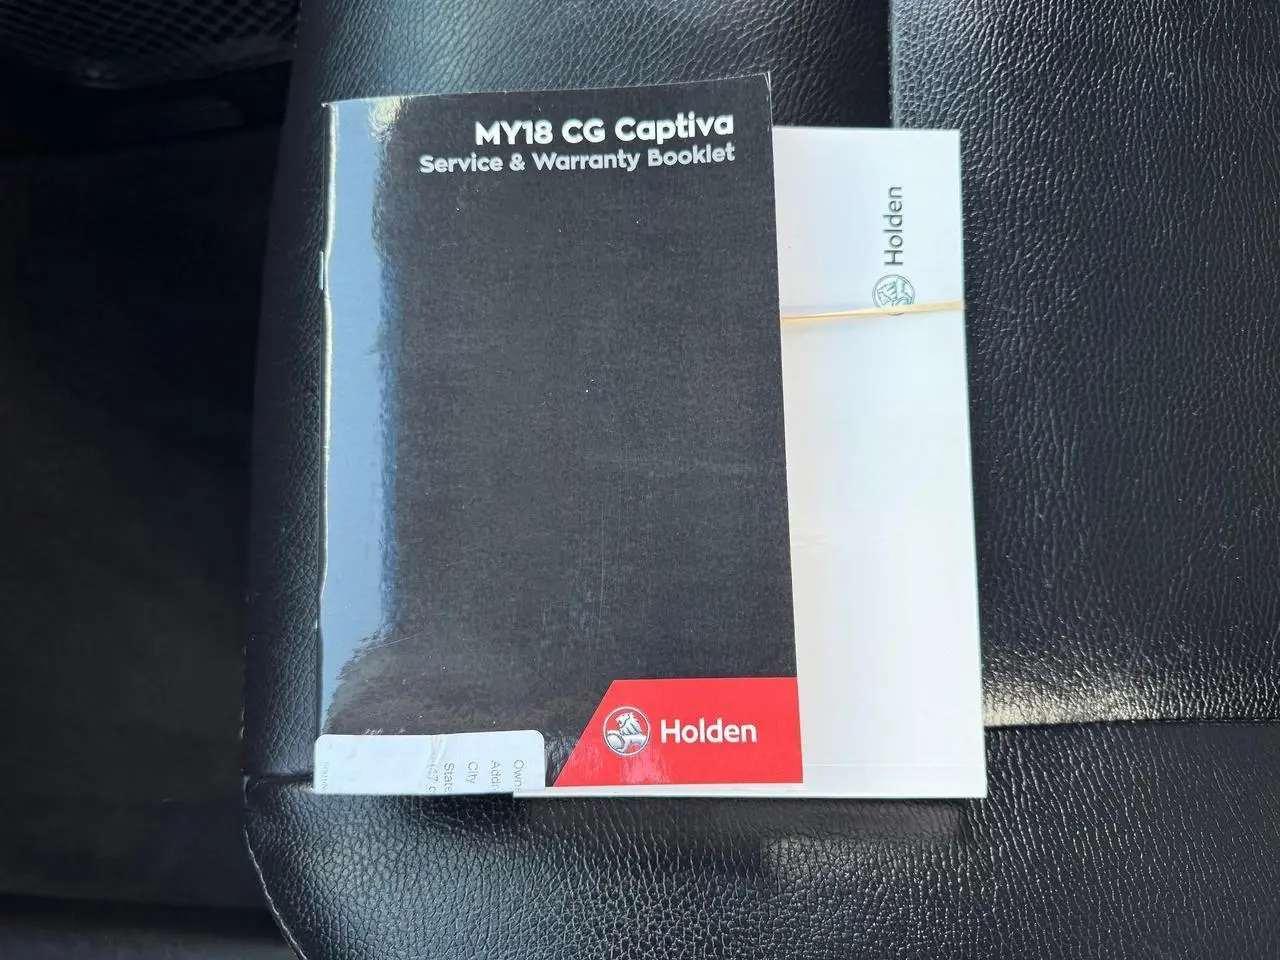 MY18 CG Captiva
Service & Warranty Booklet
Holden
Holden
City